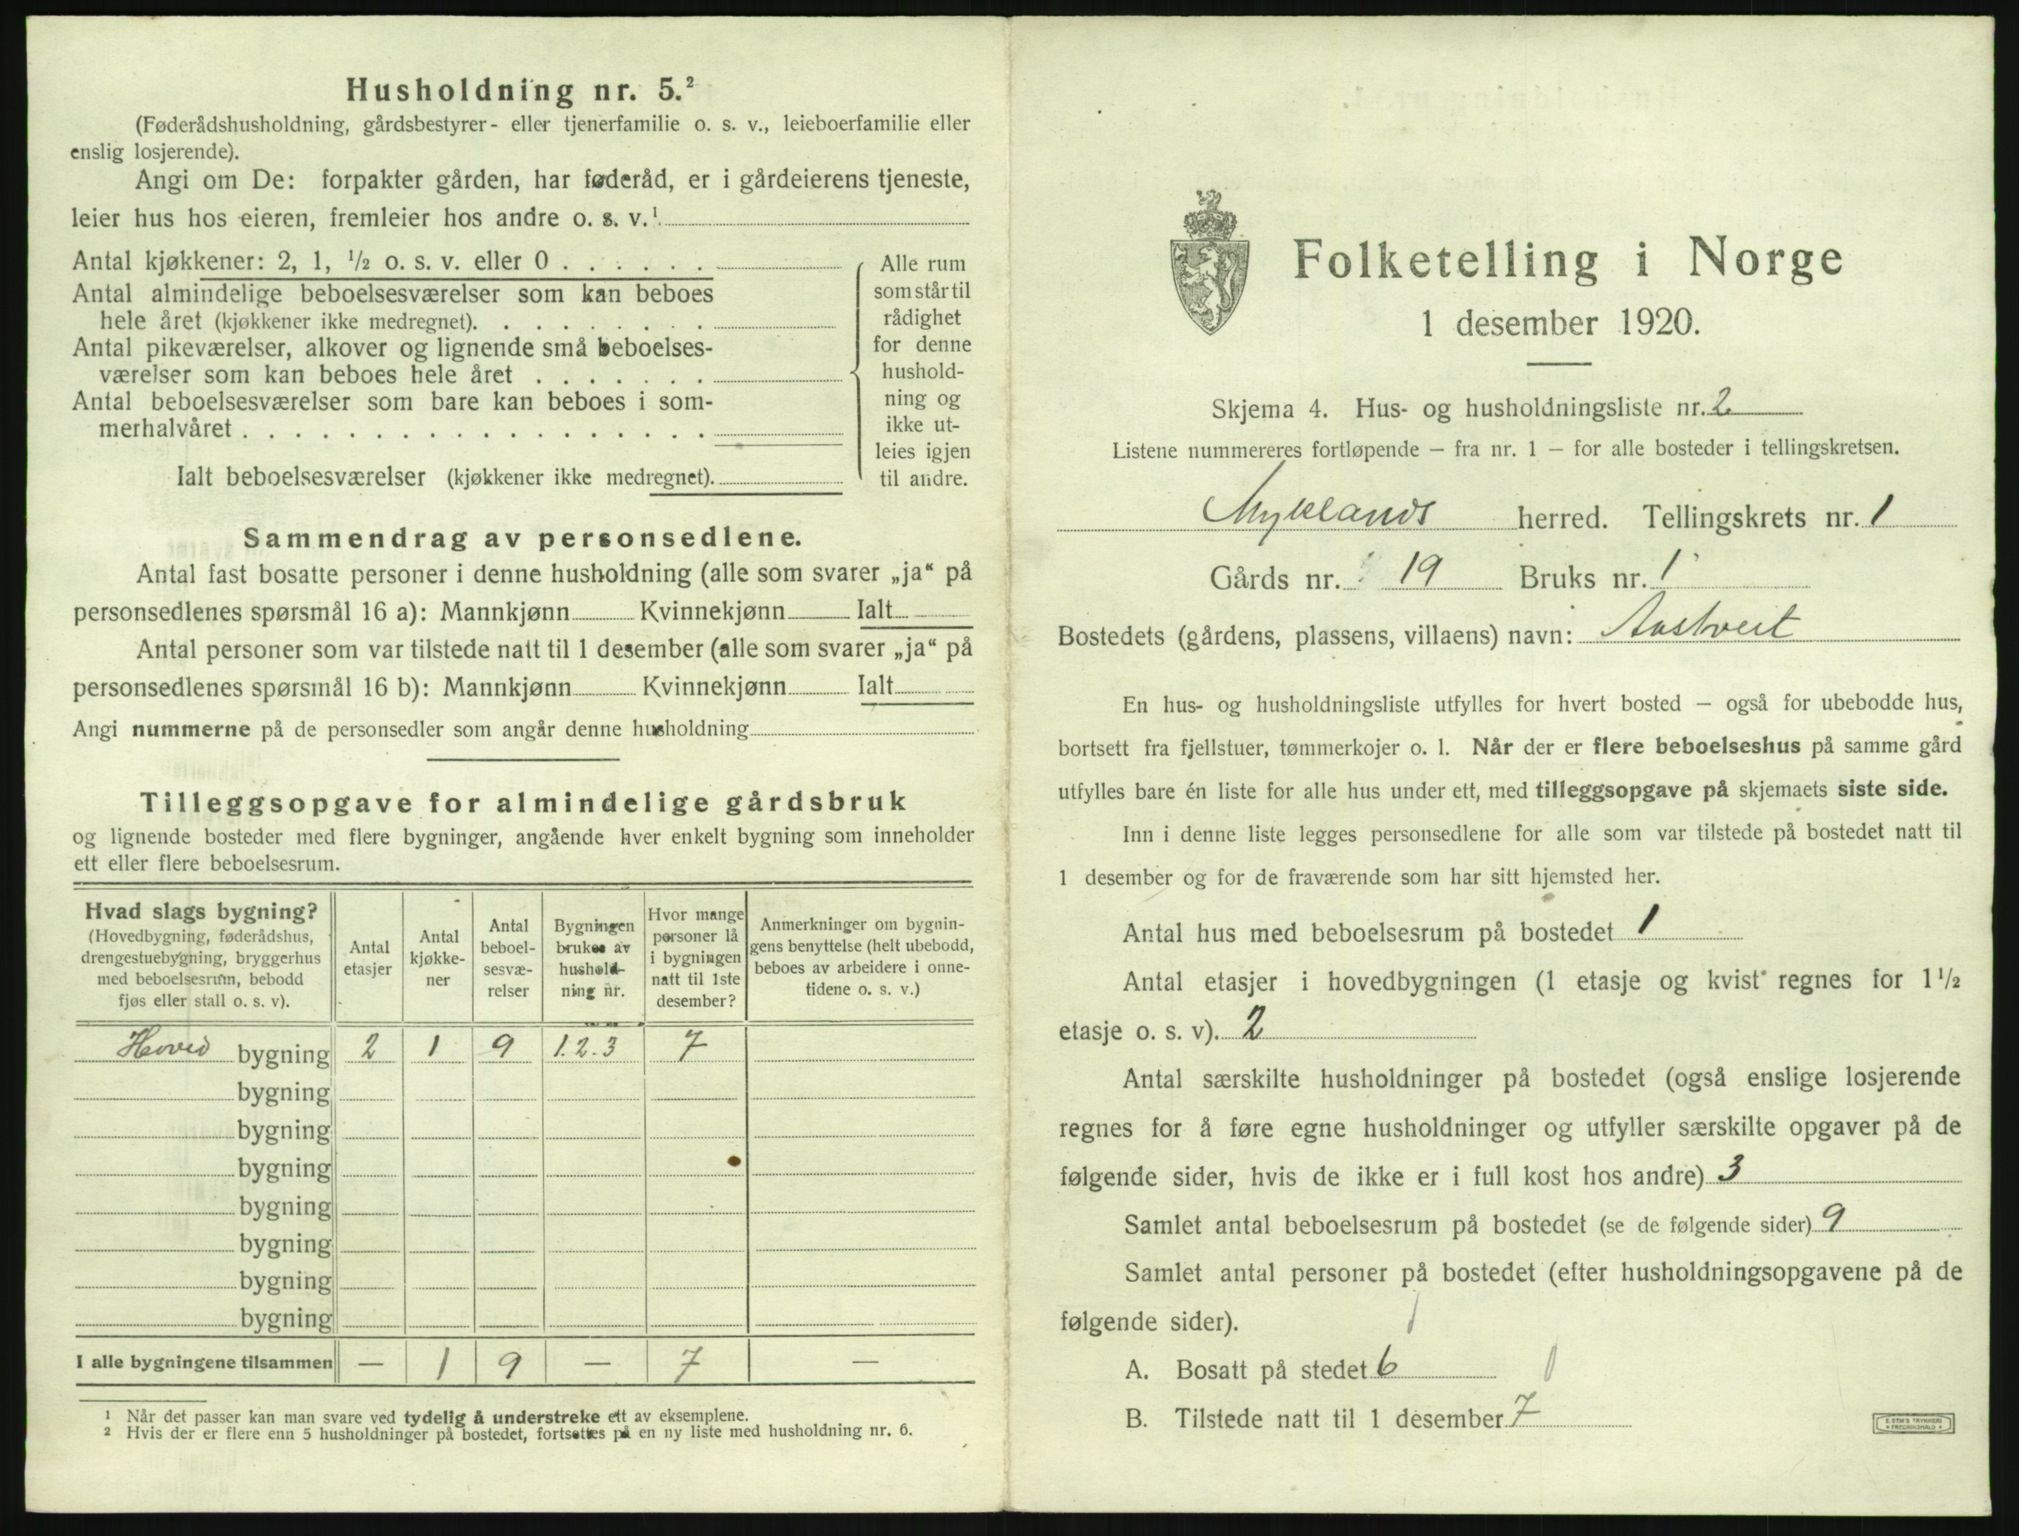 Husholdning nr. 5.²
(Føderådshusholdning, gårdsbestyrer- eller tjenerfamilie o. s. v., leieboerfamilie eller
enslig losjerende).
Angi om De: forpakter gården, har føderåd, er i gårdeierens tjeneste,
leier hus hos eieren, fremleier hos andre o. s. v.¹
Antal kjøkkener: 2, 1, ½ o. s. v. eller 0 . . . . . .
Antal almindelige beboelsesværelser som kan beboes
hele året (kjøkkener ikke medregnet). . . . . . . . .
Antal pikeværelser, alkover og lignende små beboelses-
værelser som kan beboes hele året . . . . . . .
Antal beboelsesværelser som bare kan beboes i som-
merhalvåret . . . . . . . . . . . . . . . . . .
Ialt beboelsesværelser (kjøkkener ikke medregnet).
Alle rum
som står til
rådighet
for denne
hushold-
ning og
ikke ut-
leies igjen
til andre.
Sammendrag av personsedlene.
Antal fast bosatte personer i denne husholdning (alle som svarer „ja“ på
personsedlenes spørsmål 16 a): Mannkjønn Kvinnekjønn Ialt
Antal personer som var tilstede natt til 1 desember (alle som svarer „ja“ på
personsedlenes spørsmål 16 b): Mannkjønn Kvinnekjønn Ialt
Angi nummerne på de personsedler som angår denne husholdning
Tilleggsopgave for almindelige gårdsbruk
og lignende bosteder med flere bygninger, angående hver enkelt bygning som inneholder
ett eller flere beboelsesrum.
Hvad slags bygning?
(Hovedbygning, føderådshus,
drengestuebygning, bryggerhus
med beboelsesrum, bebodd
fjøs eller stall o. s. v).
Antal
etasjer
Antal
kjøkke-
ner
Antal
beboel-
sesvæ-
relser
Bygningen
brukes av
hushold-
ning nr.
Hvor mange
personer lå
i bygningen
natt til 1ste
desember?
Anmerkninger om bygnin-
gens benyttelse (helt ubebodd,
beboes av arbeidere i onne-
tidene o. s. v.)
Hoved bygning 2 1 9 1.2.3 7
bygning
bygning
bygning
bygning
bygning
bygning
bygning
I alle bygningene tilsammen — 1 9 — 7 —
¹ Når det passer kan man svare ved tydelig å understreke ett av eksemplene.
² Hvis der er flere enn 5 husholdninger på bostedet, fortsettes på en ny liste med husholdning nr. 6.
Folketelling i Norge
1 desember 1920.
Skjema 4. Hus- og husholdningsliste nr. 2
Listene nummereres fortløpende – fra nr. 1 – for alle bosteder i tellingskretsen.
Myklands herred. Tellingskrets nr. 1
Gårds nr. 19 Bruks nr. 1
Bostedets (gårdens, plassens, villaens) navn: Aastveit
En hus- og husholdningsliste utfylles for hvert bosted – også for ubebodde hus,
bortsett fra fjellstuer, tømmerkojer o. l. Når der er flere beboelseshus på samme gård
utfylles bare én liste for alle hus under ett, med tilleggsopgave på skjemaets siste side.
Inn i denne liste legges personsedlene for alle som var tilstede på bostedet natt til
1 desember og for de fraværende som har sitt hjemsted her.
Antal hus med beboelsesrum på bostedet 1
Antal etasjer i hovedbygningen (1 etasje og kvist regnes for 1½
etasje o. s. v). 2
Antal særskilte husholdninger på bostedet (også enslige losjerende
regnes for å føre egne husholdninger og utfyller særskilte opgaver på de
følgende sider, hvis de ikke er i full kost hos andre) 3
Samlet antal beboelsesrum på bostedet (se de følgende sider) 9
Samlet antal personer på bostedet (efter husholdningsopgavene på de
følgende sider).
A. Bosatt på stedet 6
B. Tilstede natt til 1 desember 7